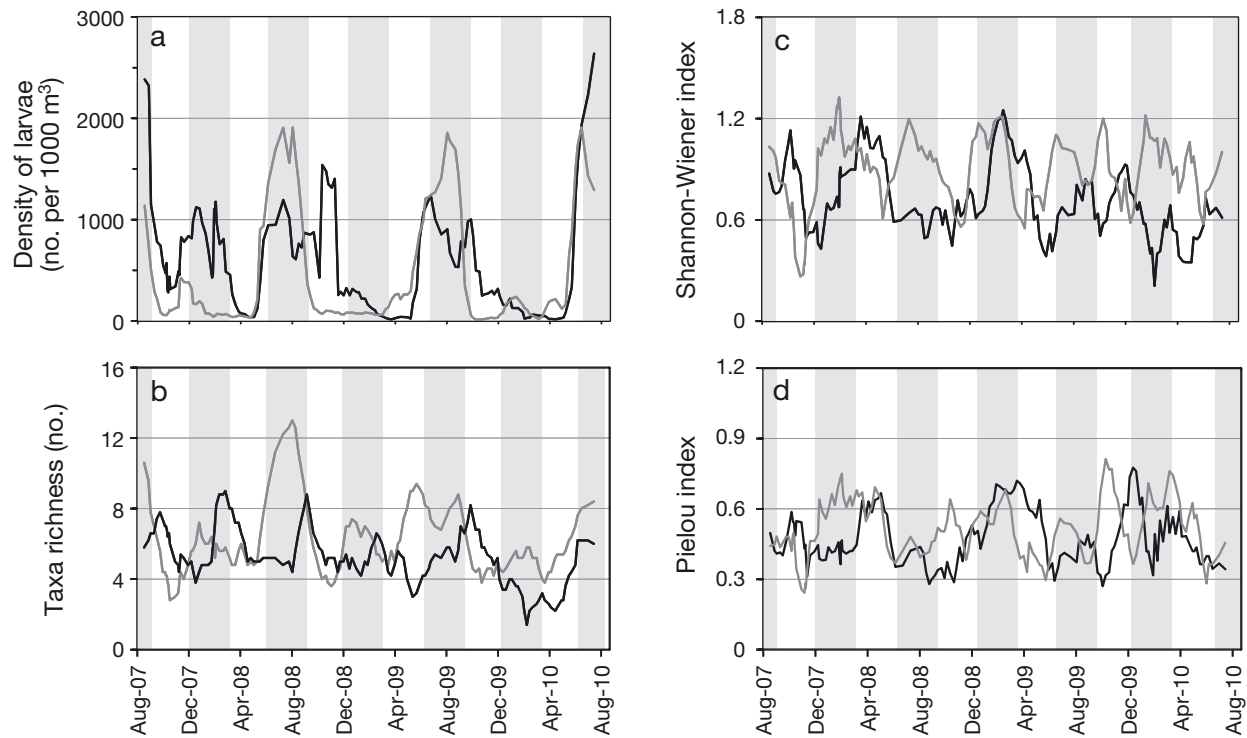 3000
2000
1000
0
a
Density of larvae
(no. per 1000 m³)
1.8
1.2
0.6
0
c
Shannon–Wiener index
16
12
8
4
0
b
Taxa richness (no.)
Aug-07
Dec-07
Apr-08
Aug-08
Dec-08
Apr-09
Aug-09
Dec-09
Apr-10
Aug-10
1.2
0.9
0.6
0.3
0
d
Pielou index
Aug-07
Dec-07
Apr-08
Aug-08
Dec-08
Apr-09
Aug-09
Dec-09
Apr-10
Aug-10